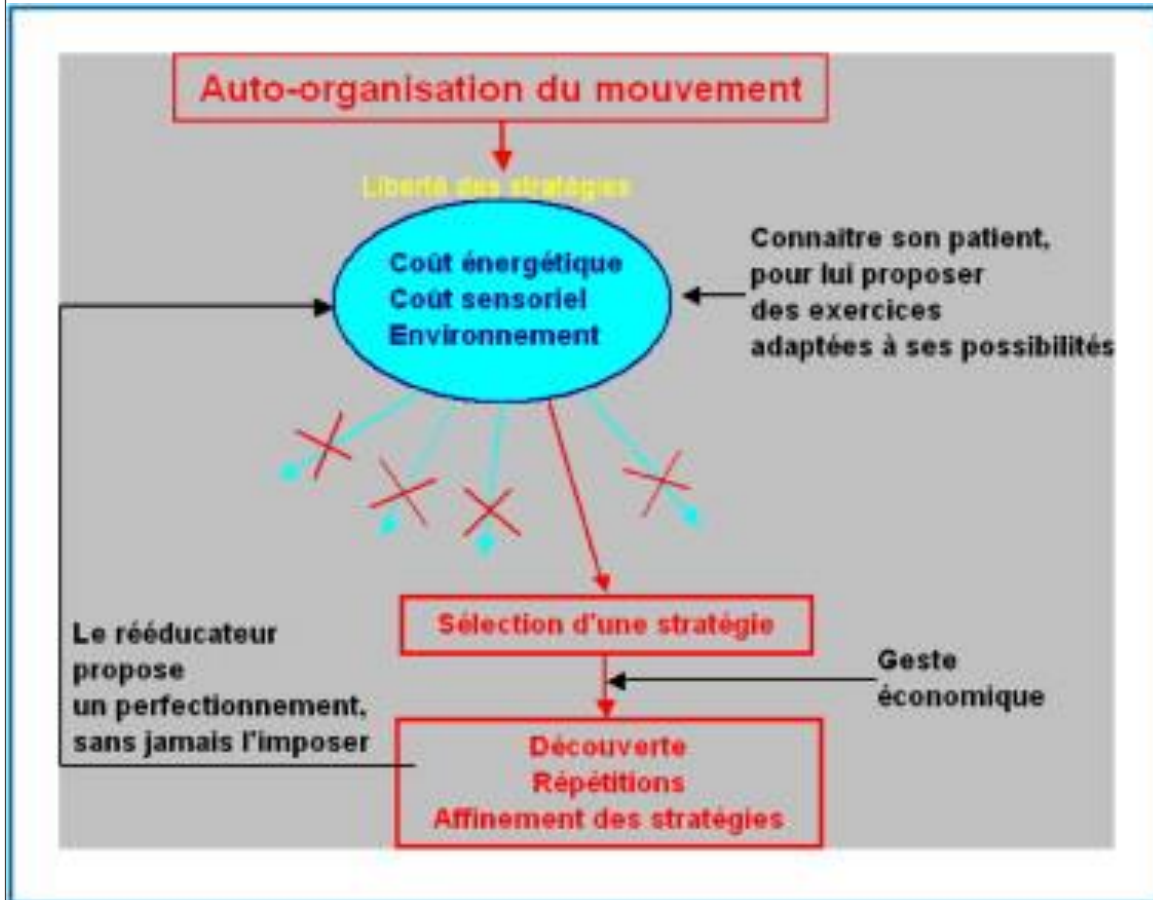 Auto-organisation du mouvement
Liberté des stratégies
Coût énergétique
Coût sensoriel
Environnement
Connaître son patient,
pour lui proposer
des exercices
adaptées à ses possibilités
Sélection d'une stratégie
Le rééducateur
propose
un perfectionnement,
sans jamais l'imposer
Geste
économique
Découverte
Répétitions
Affinement des stratégies